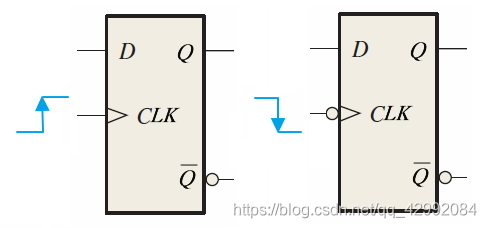 D Q
CLK
Q̅
D Q
CLK
Q̅
https://blog.csdn.net/qq_42992084